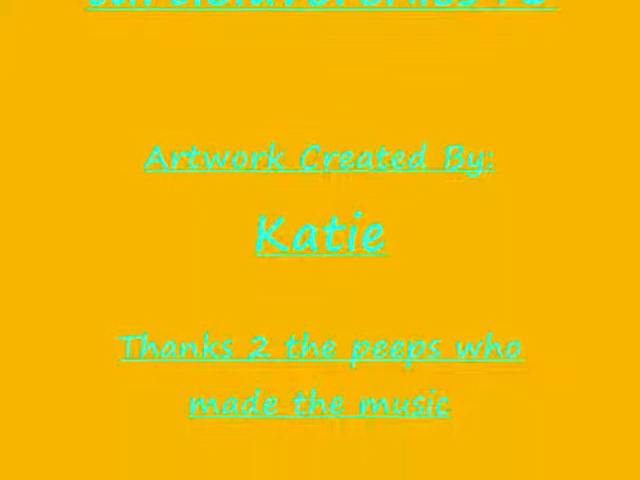 Artwork Created By:
Katie
Thanks 2 the peeps who
made the music